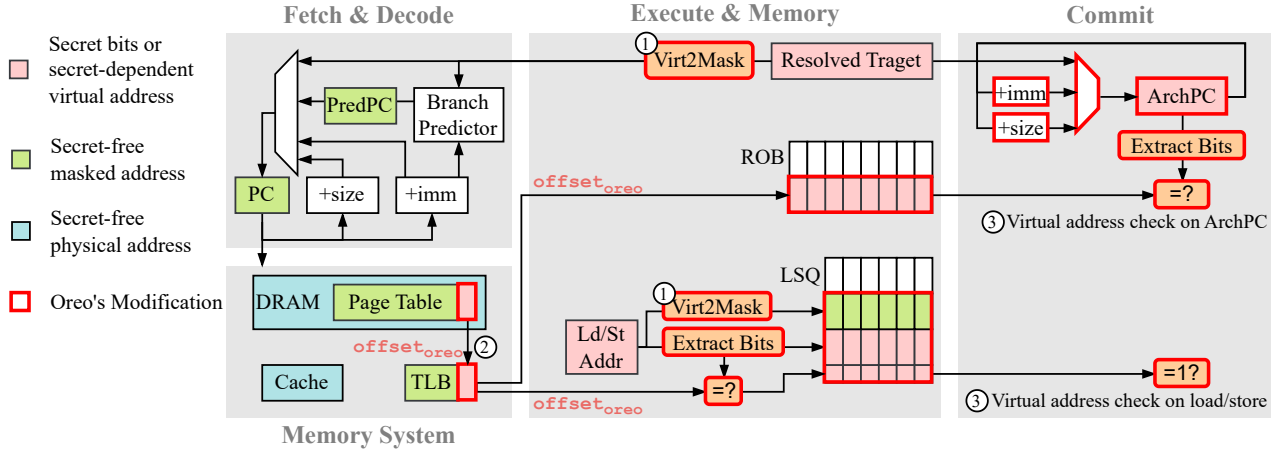 Fetch & Decode
Execute & Memory
Commit
Secret bits or
secret-dependent
virtual address
Secret-free
masked address
Secret-free
physical address
Oreo's Modification
PredPC
Branch
Predictor
PC
+size
+imm
1
Virt2Mask
Resolved Traget
+imm
+size
ArchPC
Extract Bits
=?
3 Virtual address check on ArchPC
ROB
offsetoreo
DRAM
Page Table
offsetoreo
2
Cache
TLB
offsetoreo
Memory System
LSQ
1
Virt2Mask
Ld/St
Addr
Extract Bits
=?
=1?
3 Virtual address check on load/store